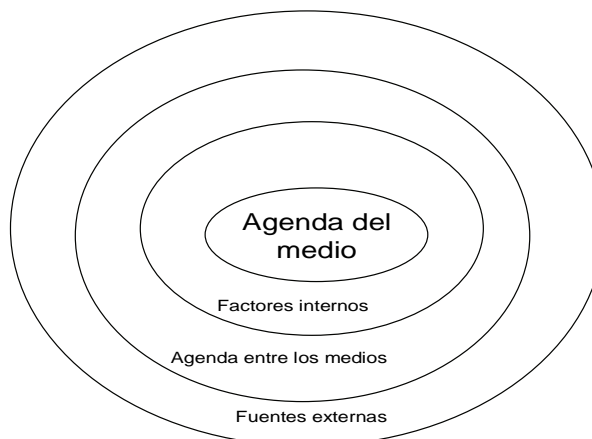 Agenda del
medio
Factores internos
Agenda entre los medios
Fuentes externas